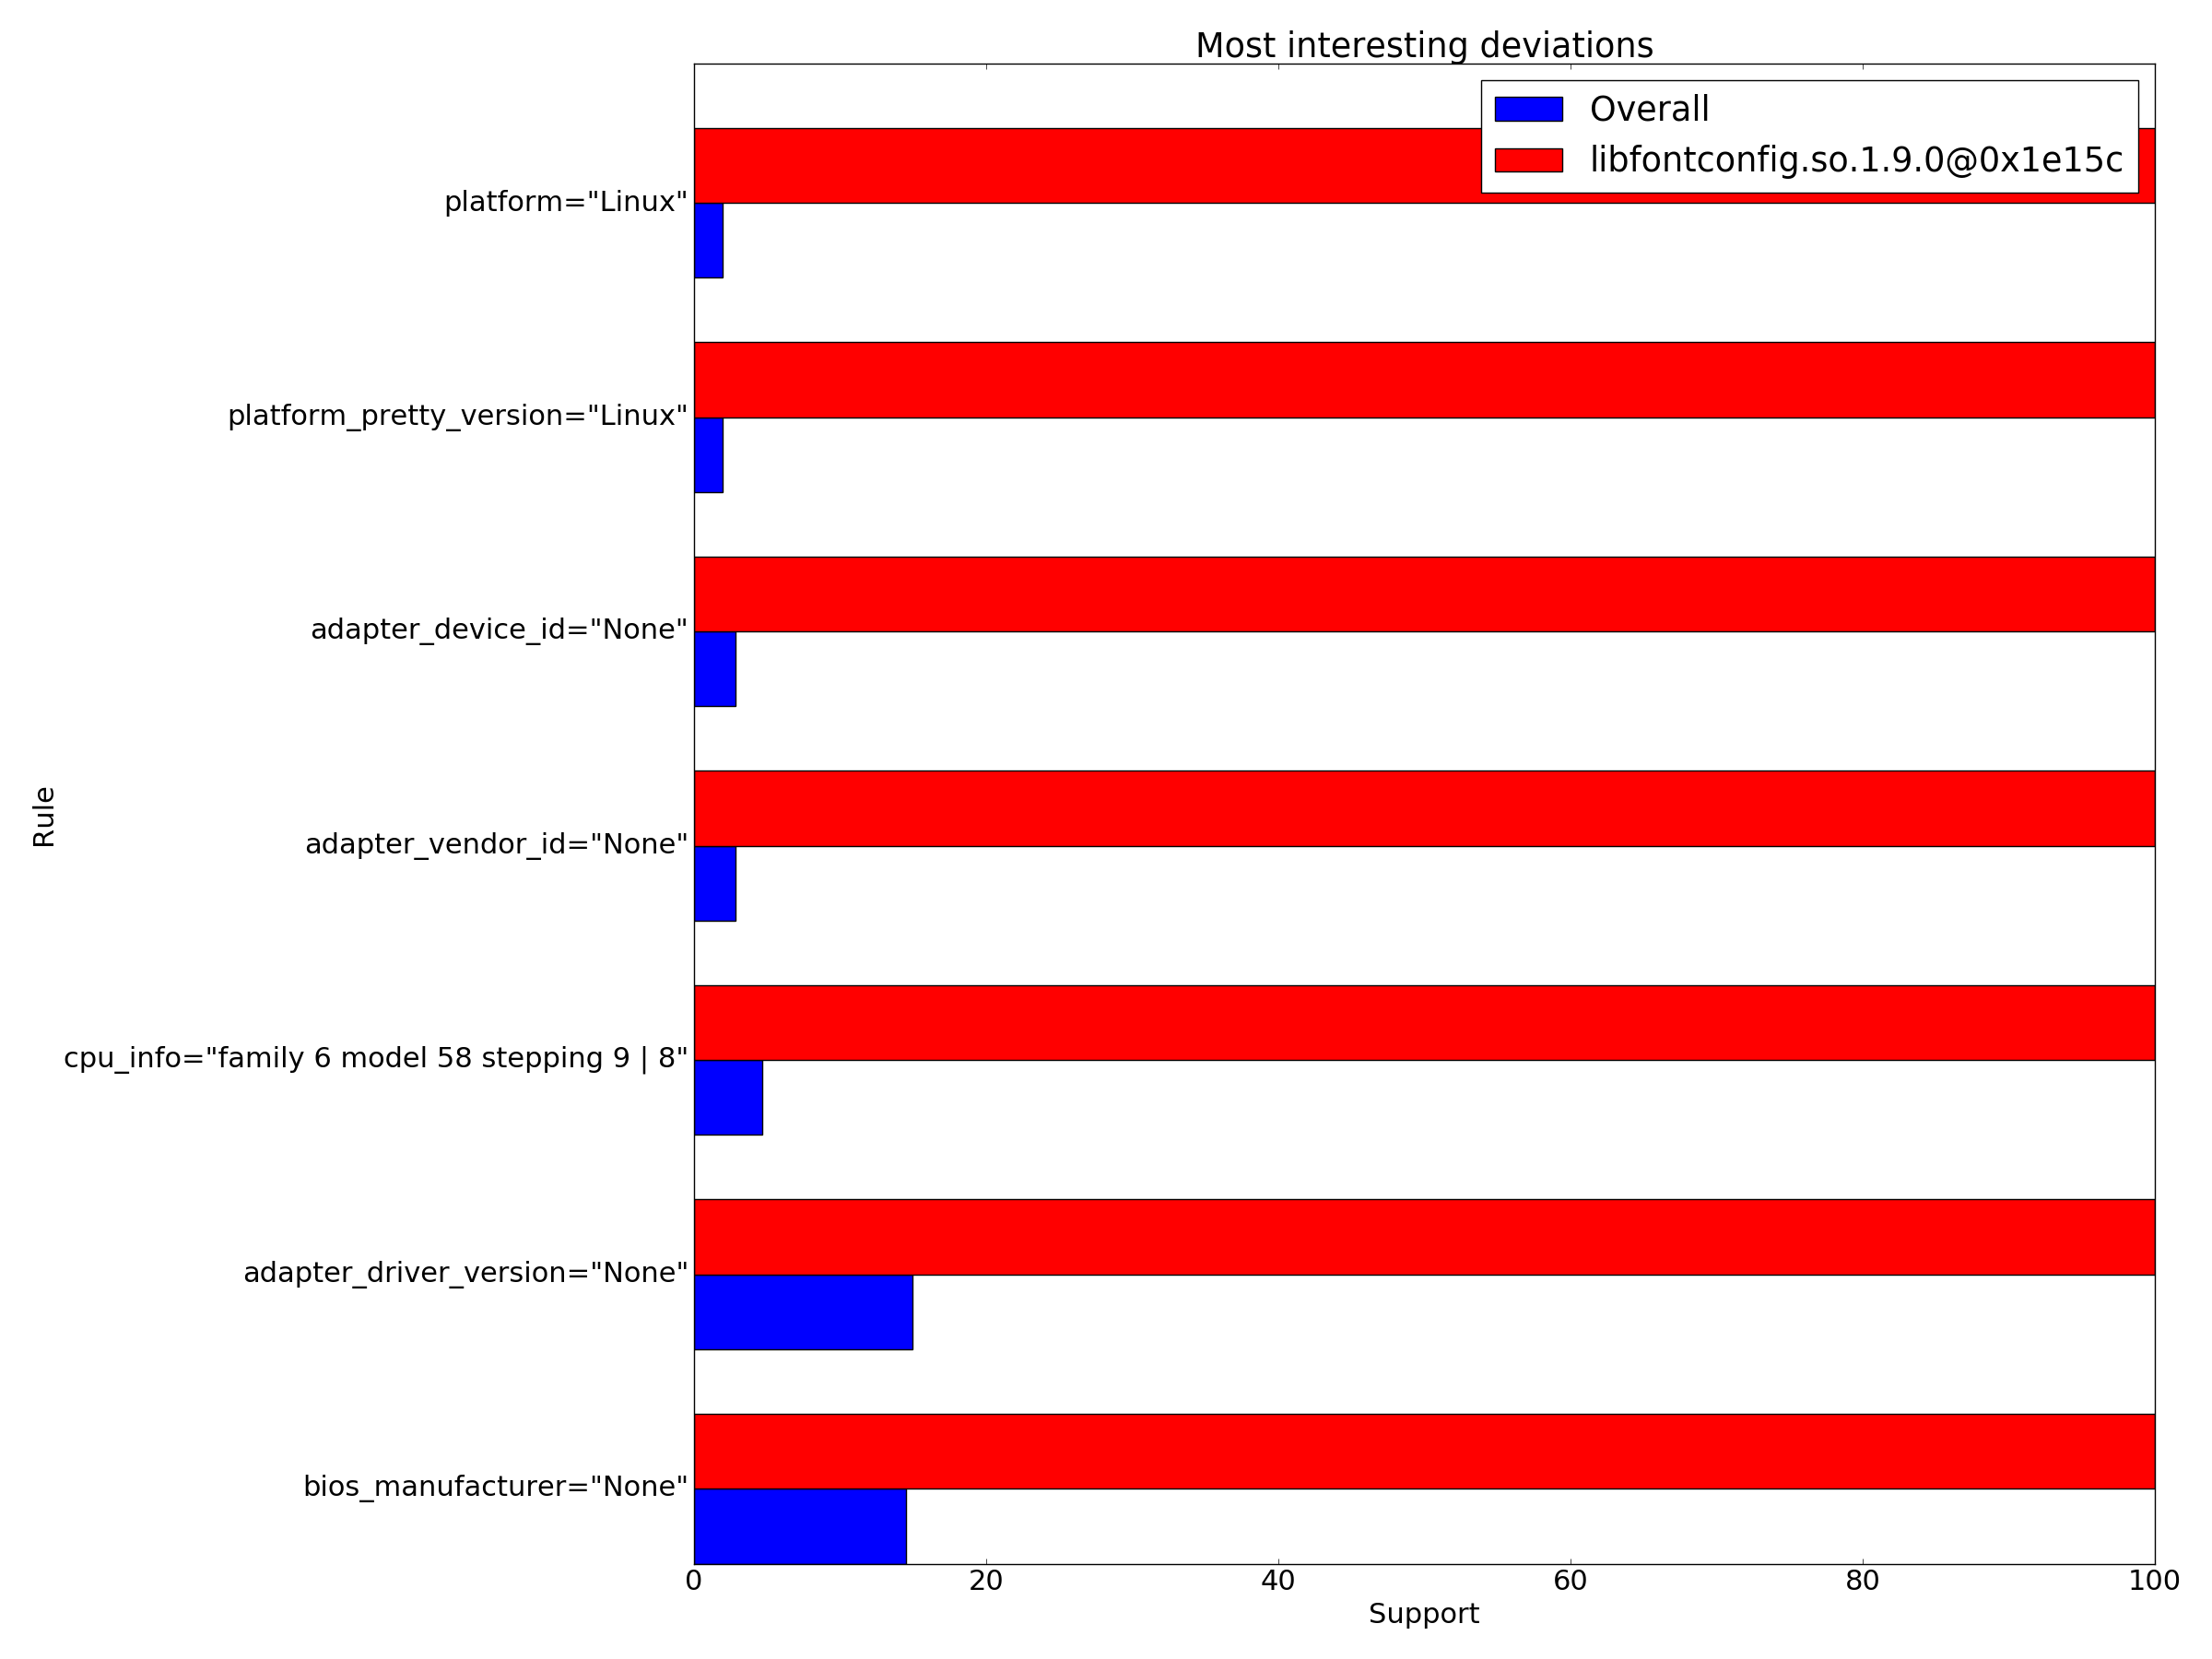 Most interesting deviations
Overall
libfontconfig.so.1.9.0@0x1e15c
platform="Linux"
platform_pretty_version="Linux"
adapter_device_id="None"
adapter_vendor_id="None"
Rule
cpu_info="family 6 model 58 stepping 9 | 8"
adapter_driver_version="None"
bios_manufacturer="None"
0 20 40 60 80 100
Support